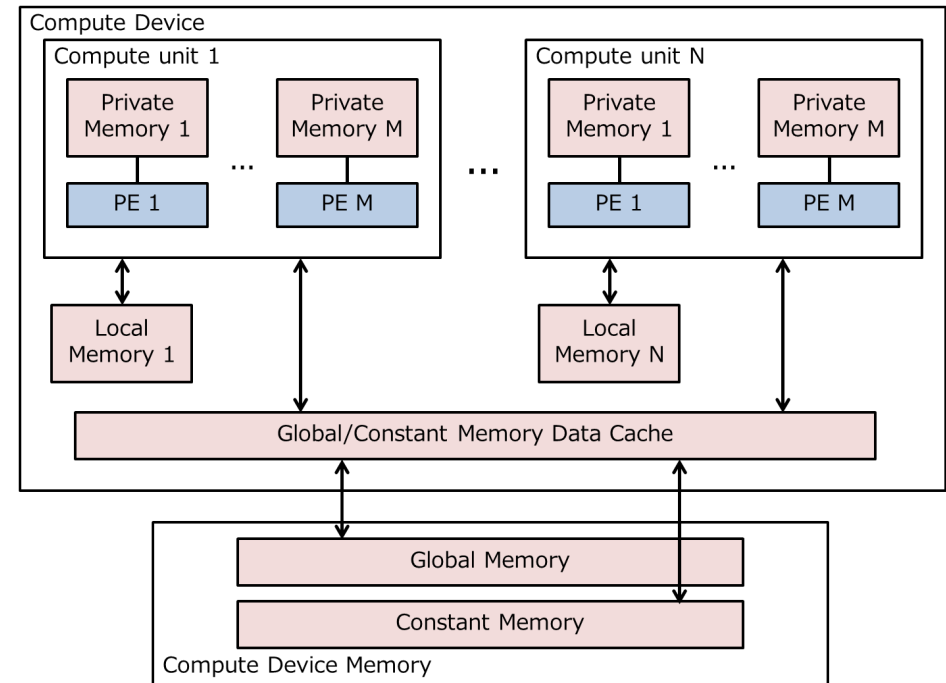 Compute Device
Compute unit 1
Private
Memory 1
Private
Memory M
...
PE 1
PE M
...
Compute unit N
Private
Memory 1
Private
Memory M
...
PE 1
PE M
Local
Memory 1
Local
Memory N
Global/Constant Memory Data Cache
Global Memory
Constant Memory
Compute Device Memory